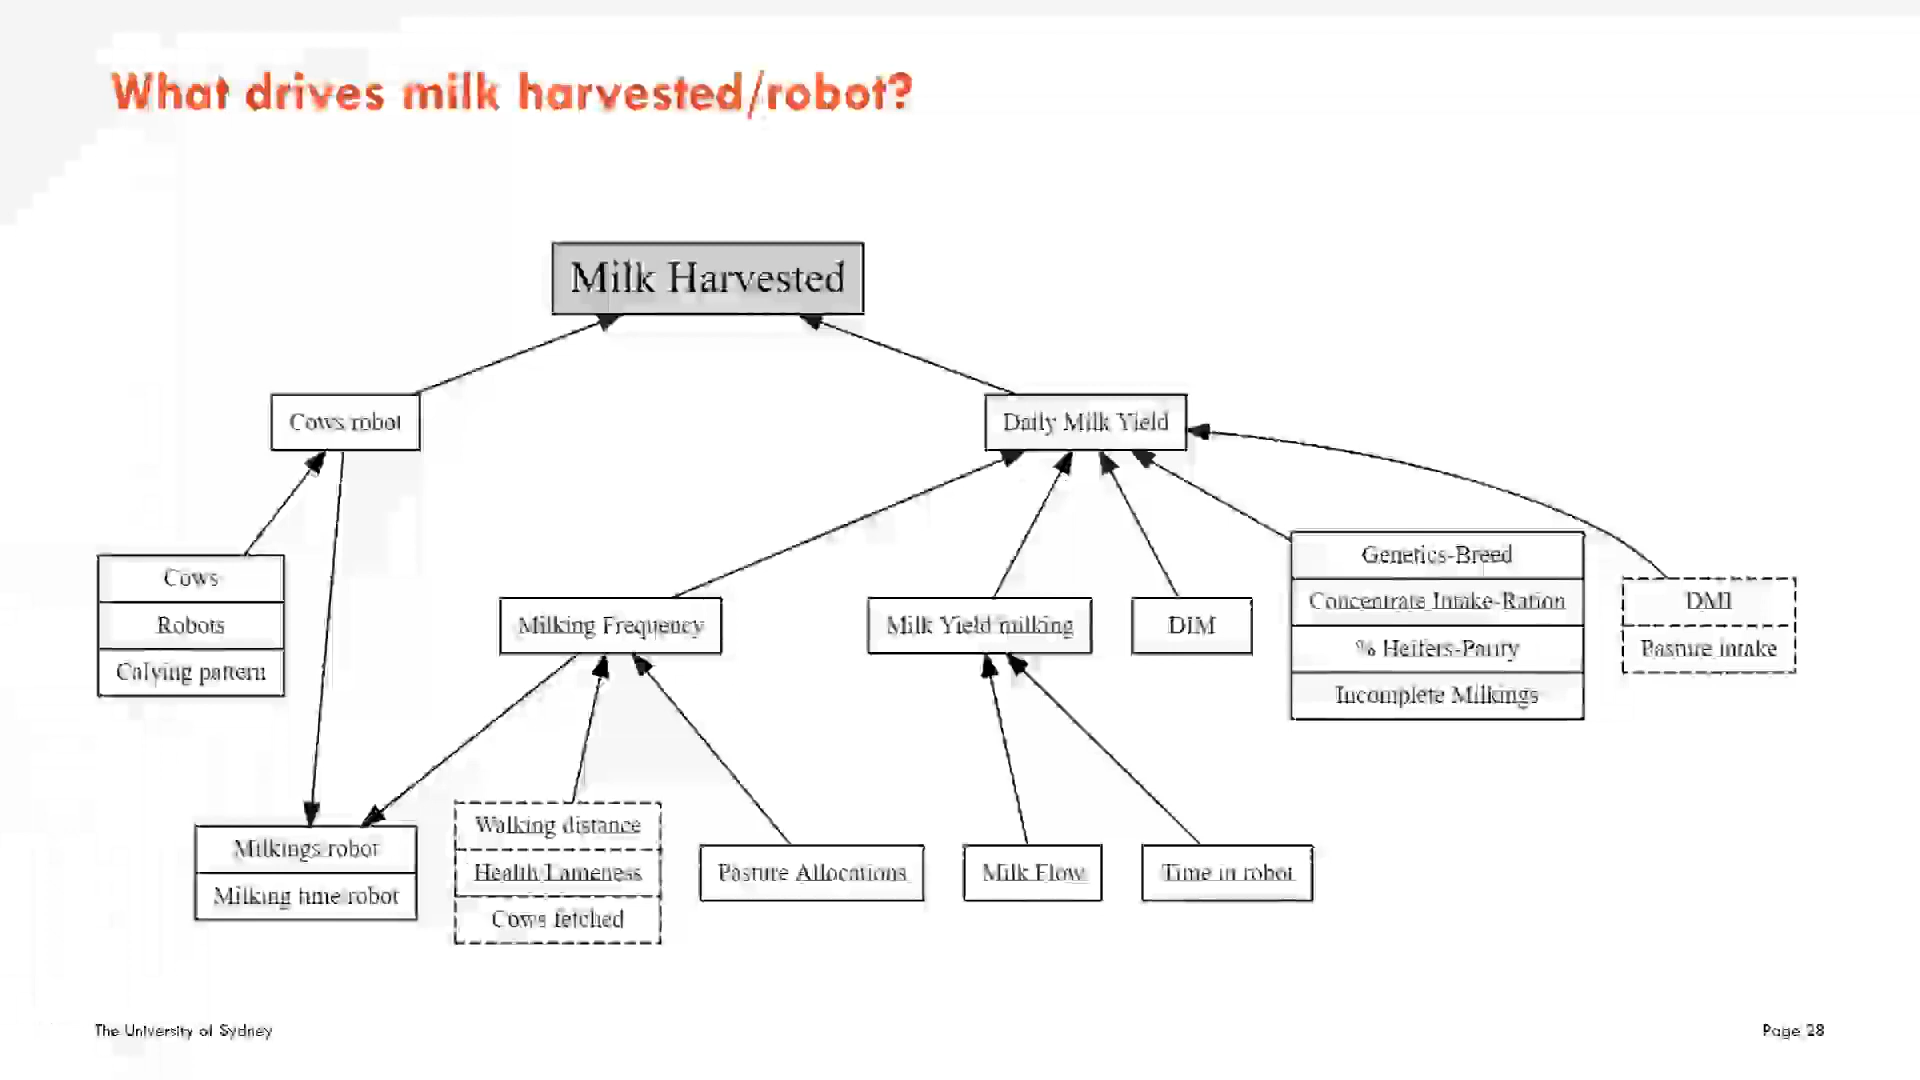 What drives milk harvested/robot?
Milk Harvested
Cows robot
Daily Milk Yield
Cows
Robots
Calving pattern
Milking Frequency
Milk Yield milking
DIM
Genetics-Breed
Concentrate Intake-Ration
% Heifers-Parity
Incomplete Milkings
DMI
Pasture intake
Milkings robot
Milking time robot
Walking distance
Health Lameness
Cows fetched
Pasture Allocations
Milk Flow
Time in robot
The University of Sydney
Page 28